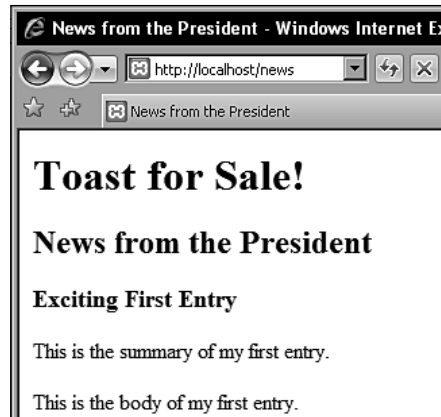 News from the President - Windows Internet Ex
http://localhost/news
News from the President
Toast for Sale!
News from the President
Exciting First Entry
This is the summary of my first entry.
This is the body of my first entry.